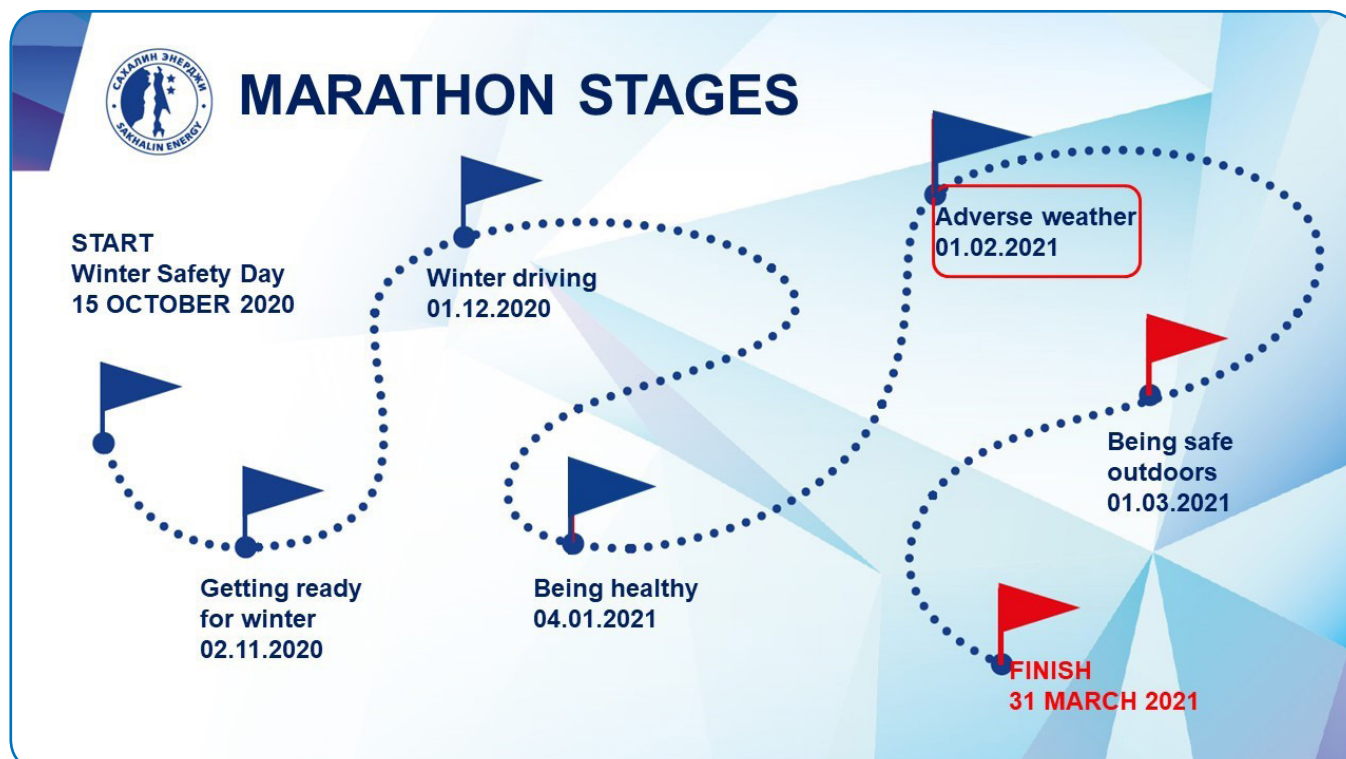 САХАЛИН ЭНЕРДЖИ
SAKHALIN ENERGY
MARATHON STAGES
START
Winter Safety Day
15 OCTOBER 2020
Getting ready
for winter
02.11.2020
Winter driving
01.12.2020
Being healthy
04.01.2021
Adverse weather
01.02.2021
Being safe
outdoors
01.03.2021
FINISH
31 MARCH 2021